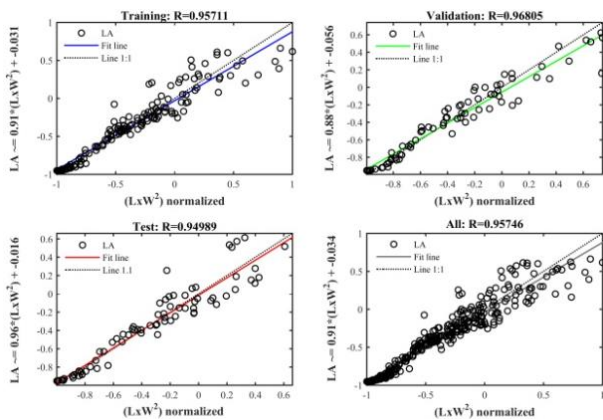 Training: R=0.95711
LA ~= 0.91*(LxW²) + -0.031
1
0.5
0
-0.5
-1
LA
Fit line
Line 1:1
-1 -0.5 0 0.5 1
(LxW²) normalized
Validation: R=0.96805
LA ~= 0.88*(LxW²) + -0.056
0.6
0.4
0.2
0
-0.2
-0.4
-0.6
-0.8
LA
Fit line
Line 1:1
-0.8 -0.6 -0.4 -0.2 0 0.2 0.4 0.6
(LxW²) normalized
Test: R=0.94989
LA ~= 0.96*(LxW²) + -0.016
0.6
0.4
0.2
0
-0.2
-0.4
-0.6
-0.8
LA
Fit line
Line 1:1
-0.8 -0.6 -0.4 -0.2 0 0.2 0.4 0.6
(LxW²) normalized
All: R=0.95746
LA ~= 0.91*(LxW²) + -0.034
1
0.5
0
-0.5
-1
LA
Fit line
Line 1:1
-1 -0.5 0 0.5 1
(LxW²) normalized